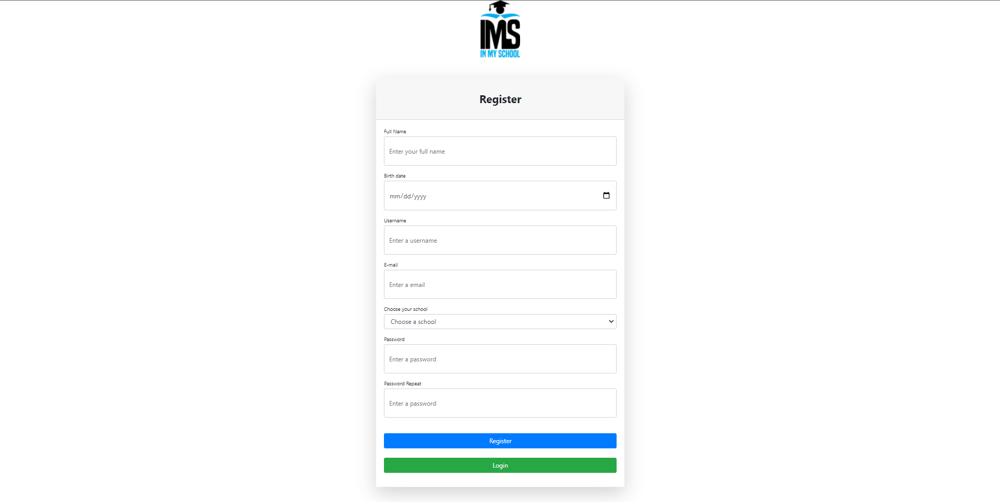 IMS
IN MY SCHOOL
Register
Full Name
Enter your full name
Birth date
mm/dd/yyyy
Username
Enter a username
E-mail
Enter a email
Choose your school
Choose a school
Password
Enter a password
Password Repeat
Enter a password
Register
Login